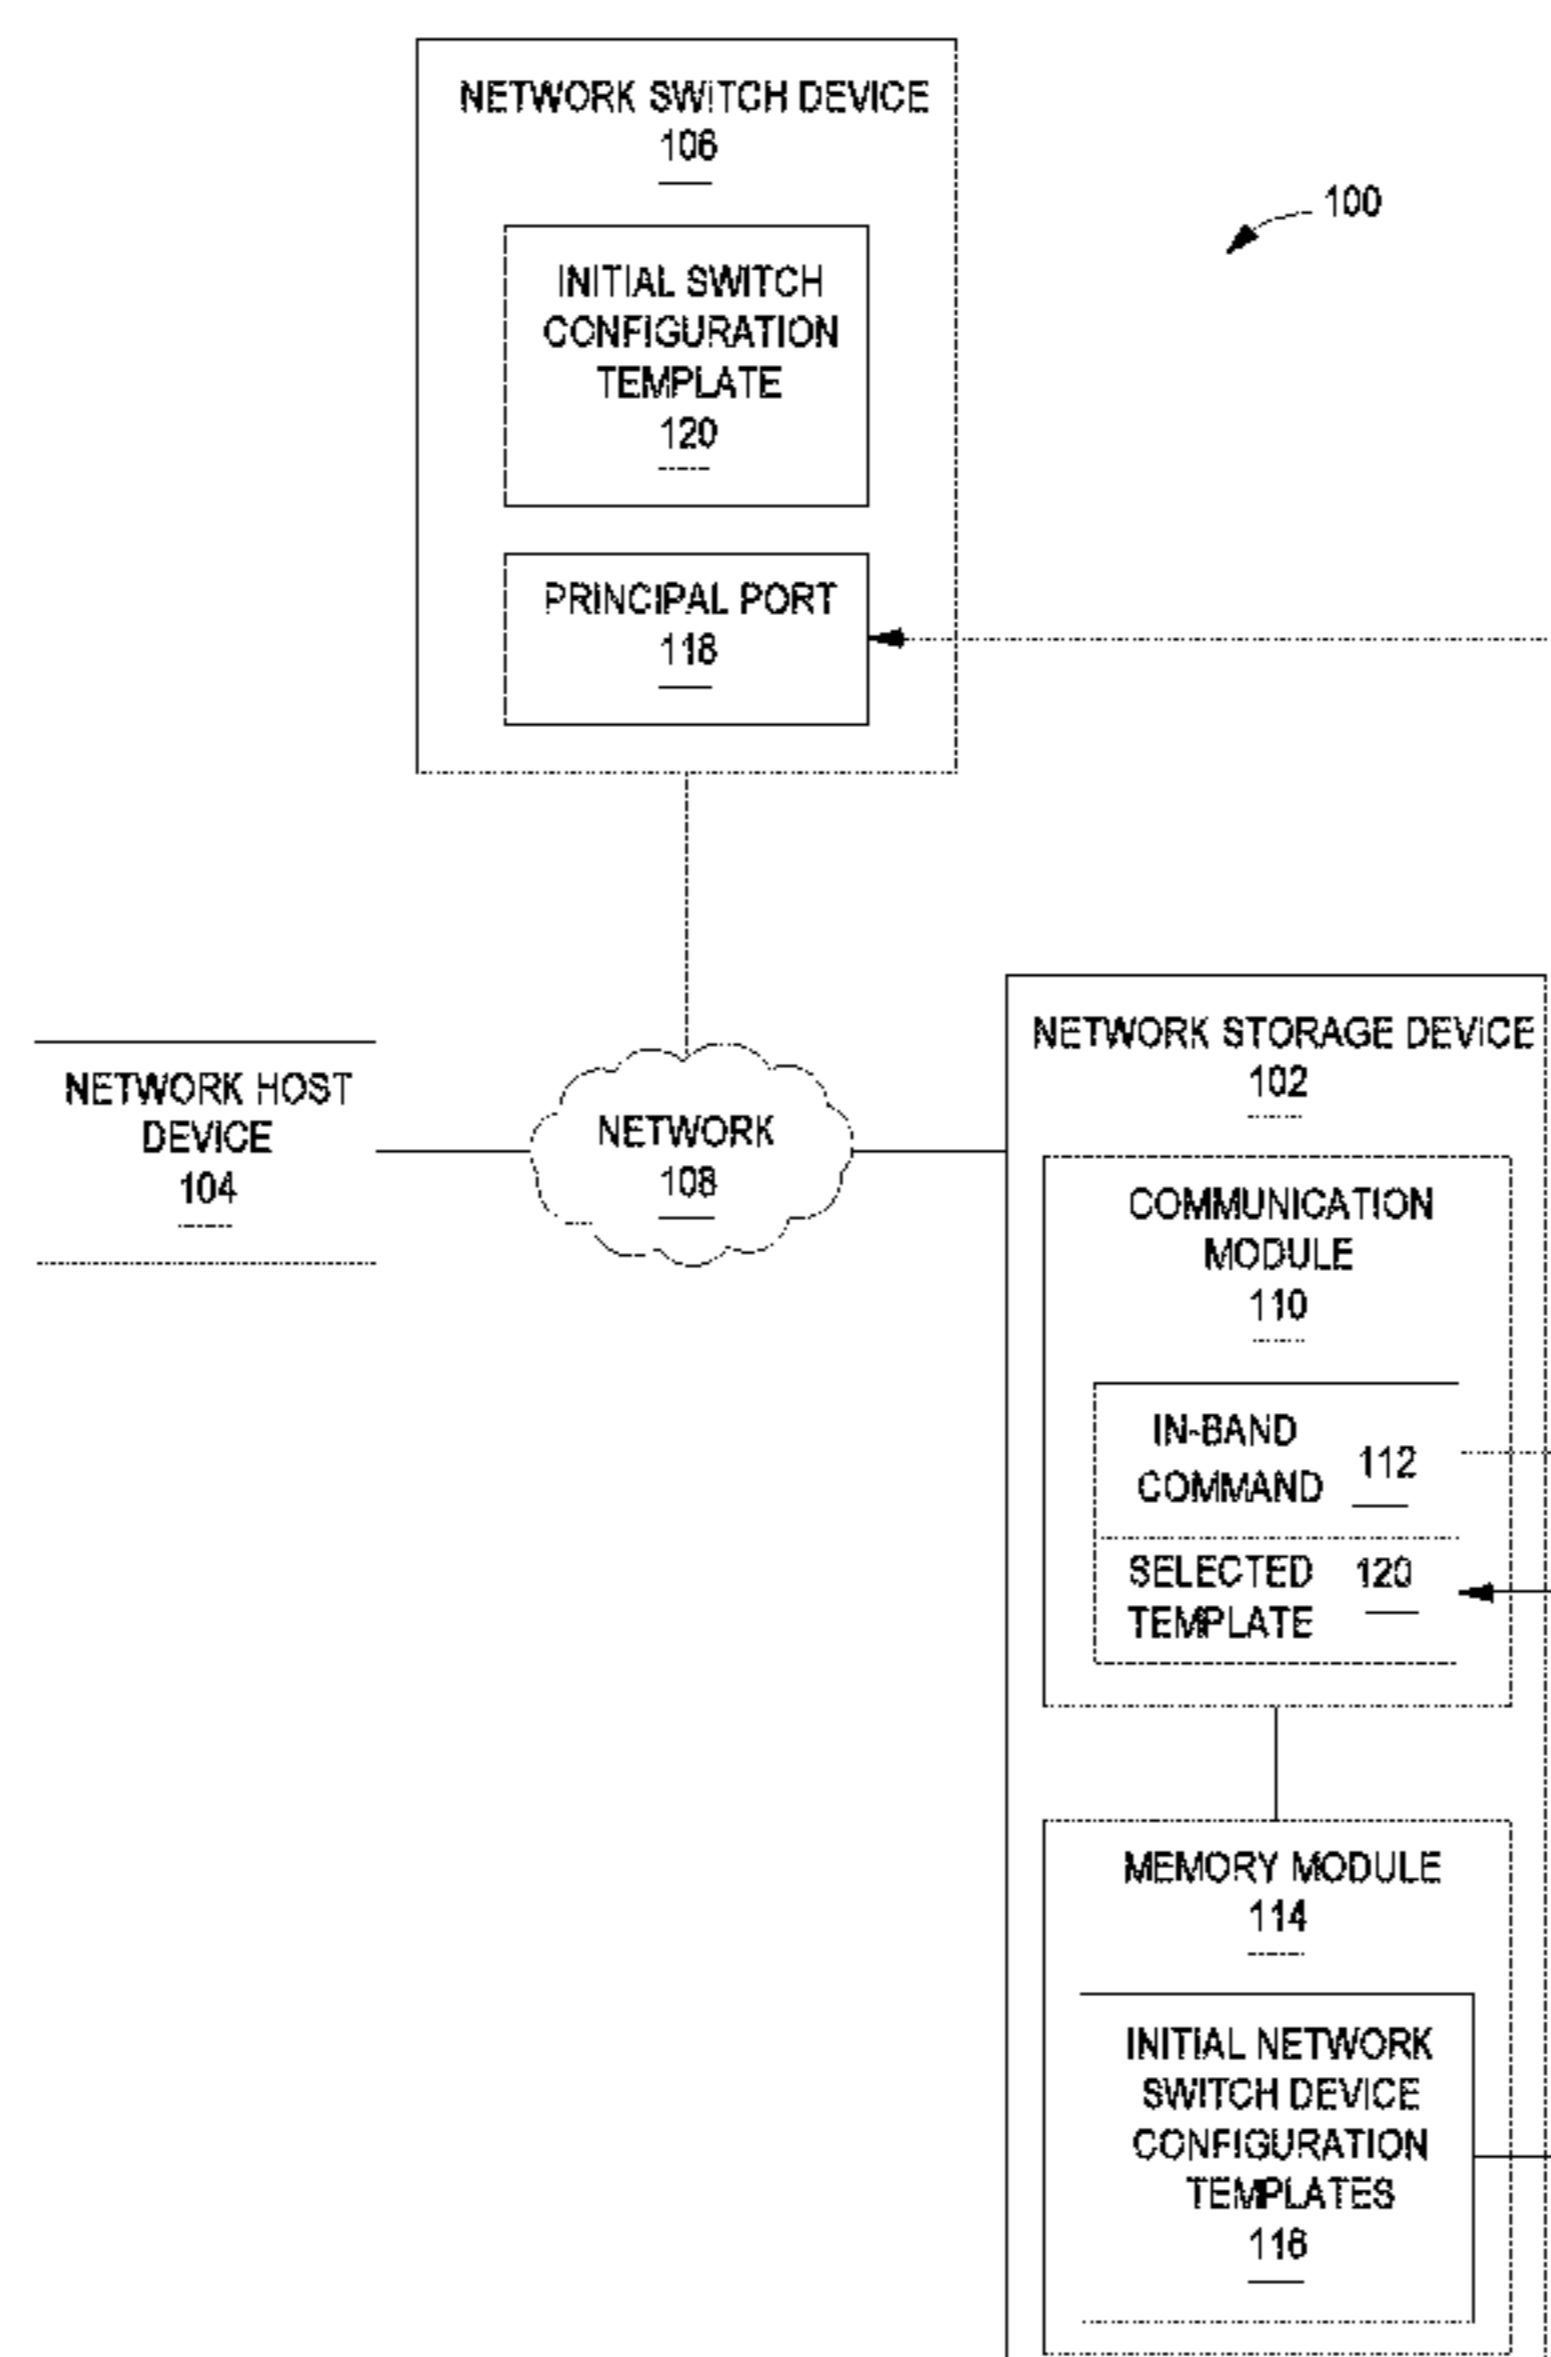 NETWORK SWITCH DEVICE
106
100
INITIAL SWITCH
CONFIGURATION
TEMPLATE
120
PRINCIPAL PORT
118
NETWORK HOST
DEVICE
104
NETWORK
108
NETWORK STORAGE DEVICE
102
COMMUNICATION
MODULE
110
IN-BAND
COMMAND 112
SELECTED 120
TEMPLATE
MEMORY MODULE
114
INITIAL NETWORK
SWITCH DEVICE
CONFIGURATION
TEMPLATES
116